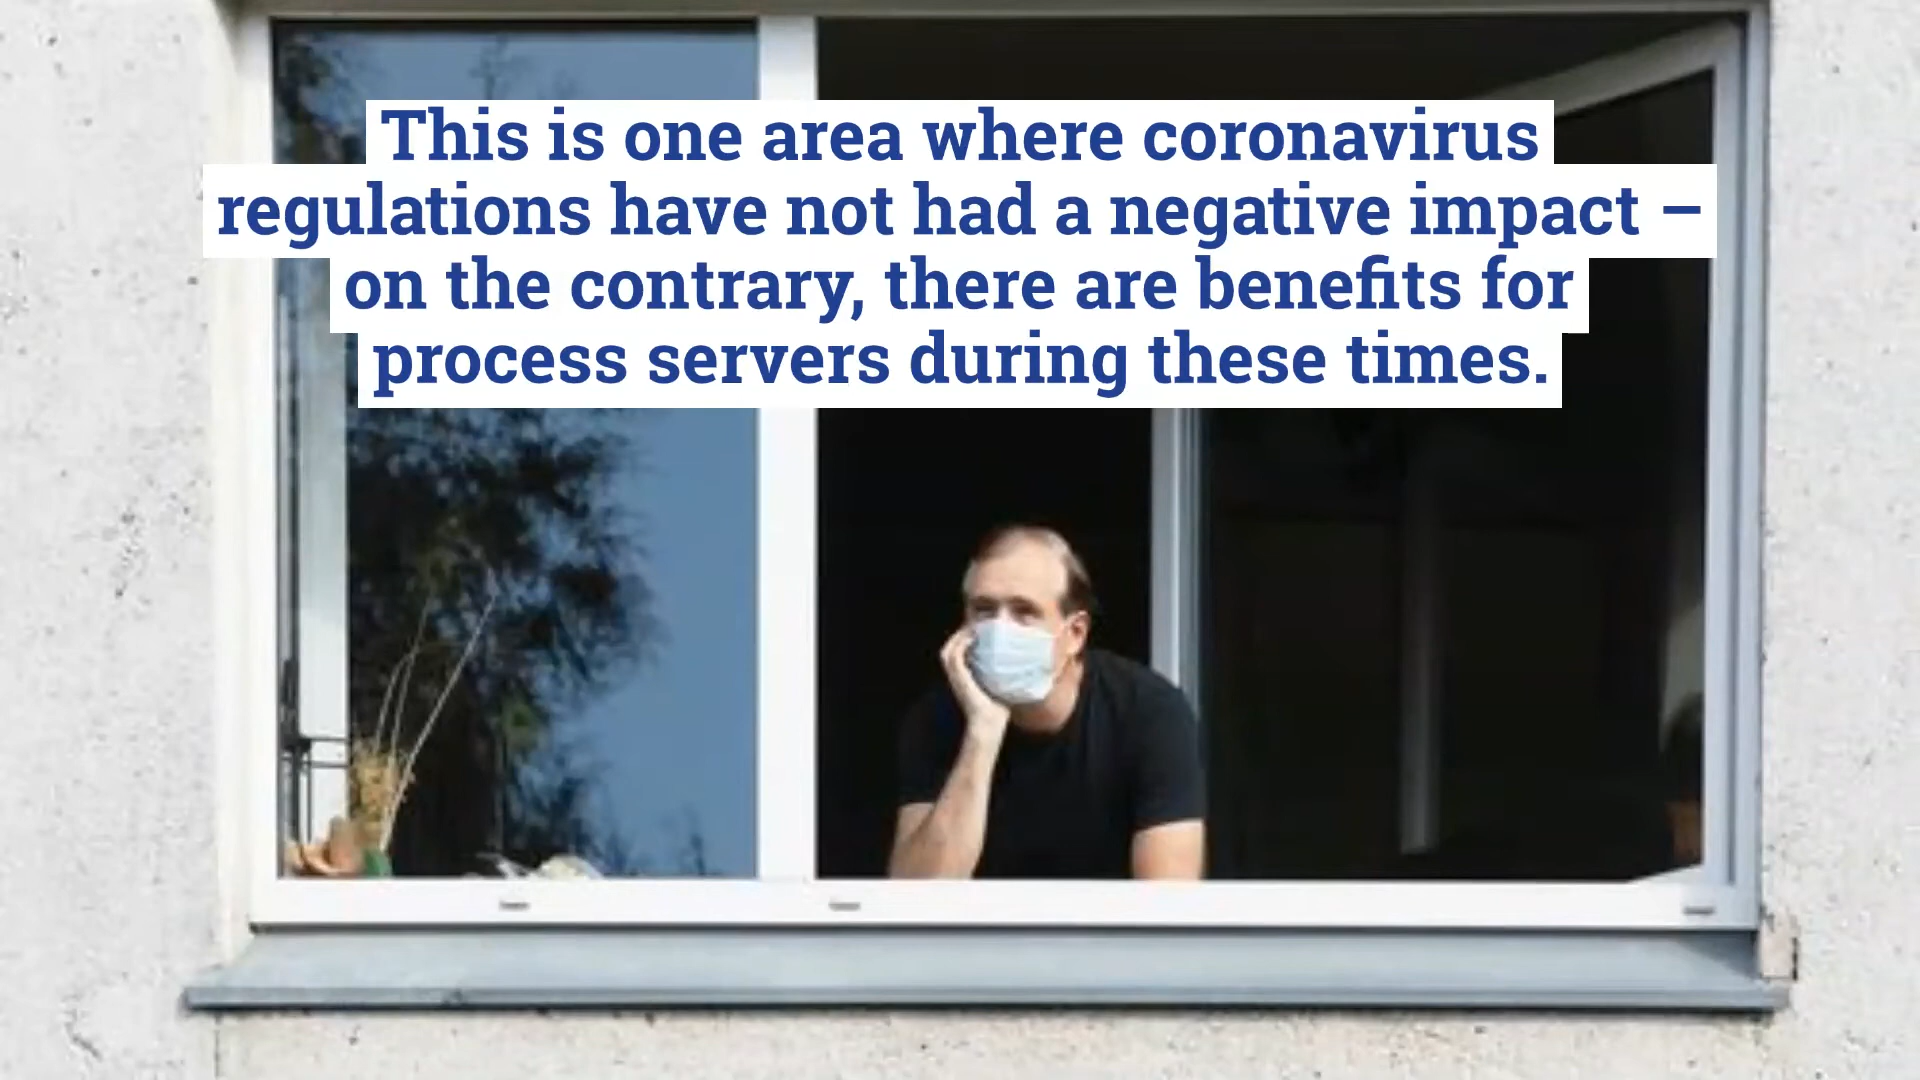 This is one area where coronavirus
regulations have not had a negative impact –
on the contrary, there are benefits for
process servers during these times.